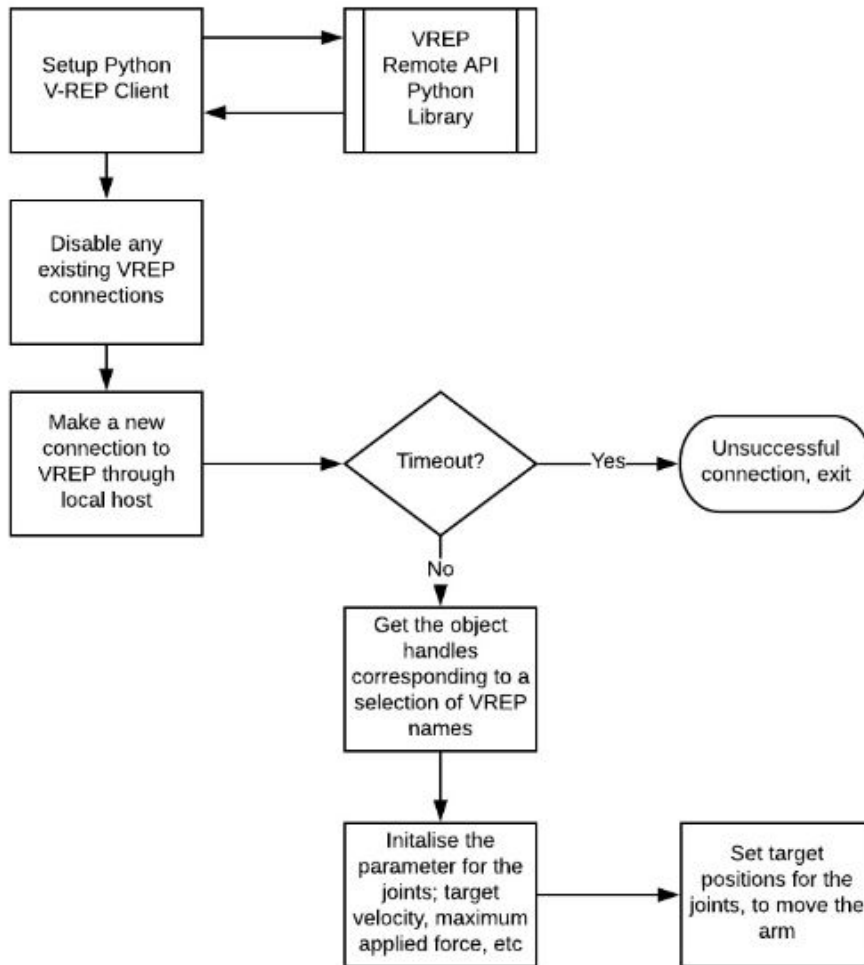 Setup Python
V-REP Client
VREP
Remote API
Python
Library
Disable any
existing VREP
connections
Make a new
connection to
VREP through
local host
Timeout?
Yes
Unsuccessful
connection, exit
No
Get the object
handles
corresponding to a
selection of VREP
names
Initalise the
parameter for the
joints; target
velocity, maximum
applied force, etc
Set target
positions for the
joints, to move the
arm